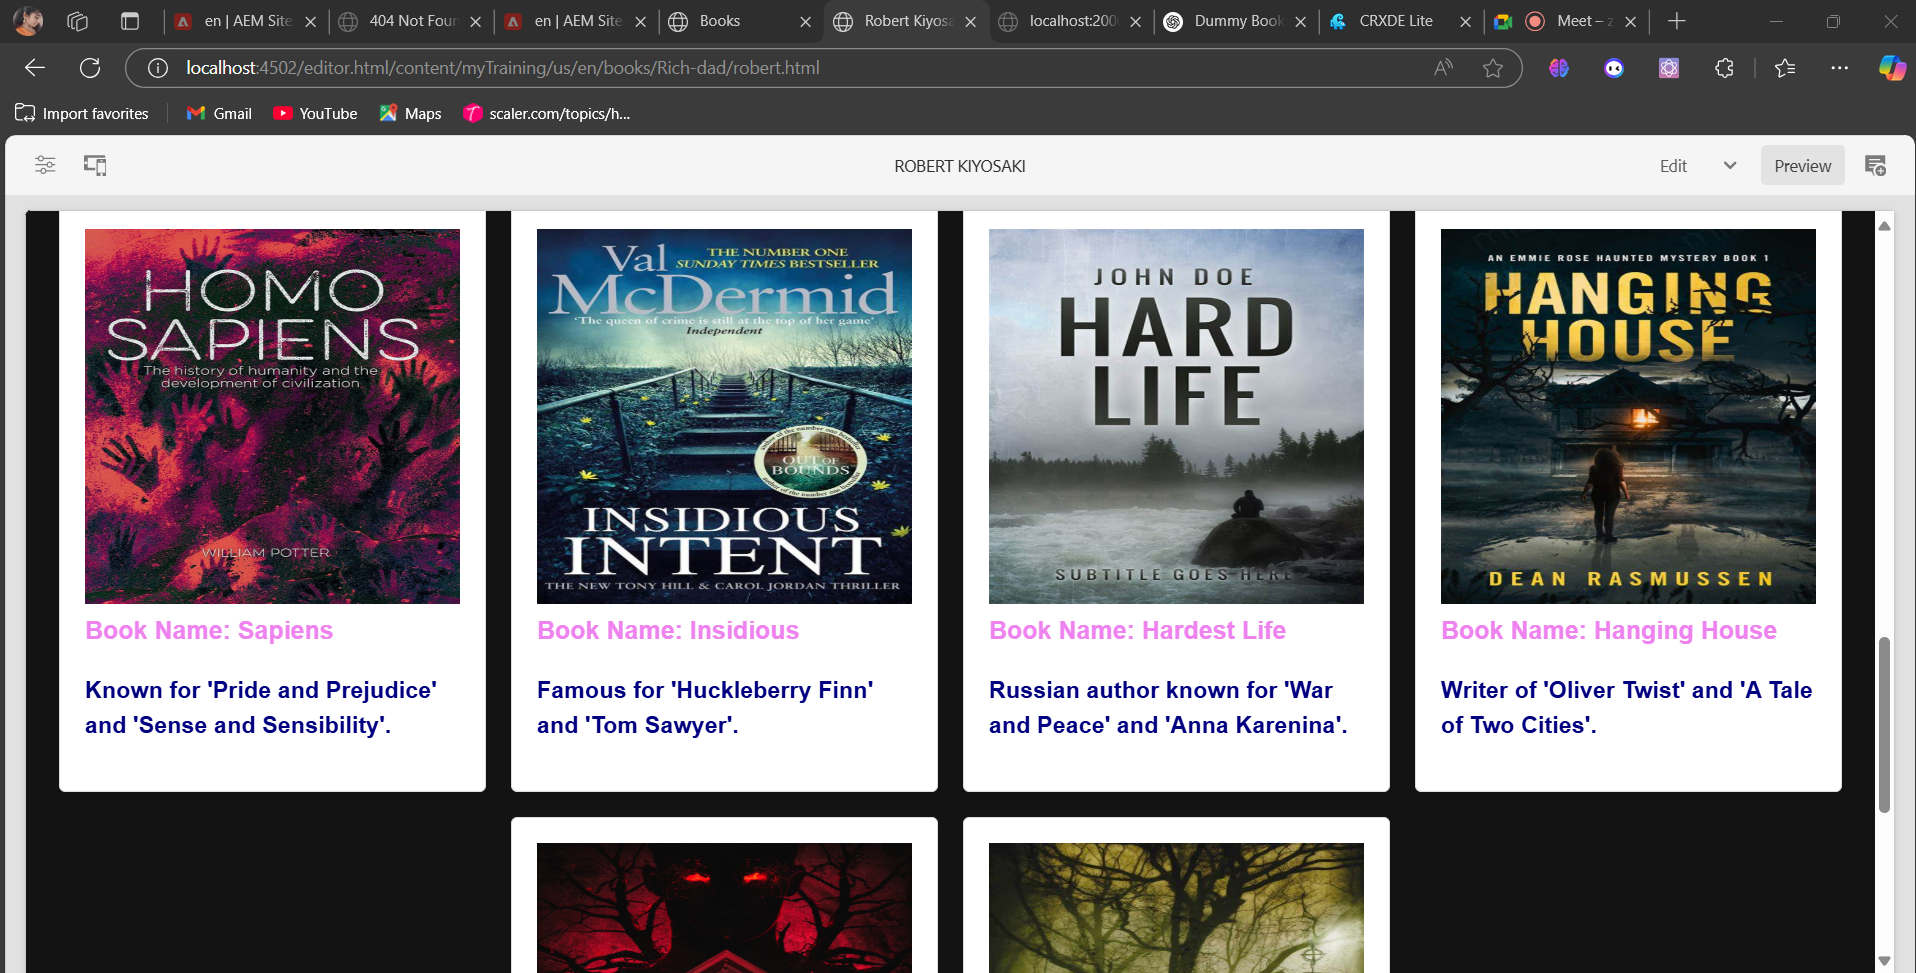 en | AEM Site
404 Not Foun
en | AEM Site
Books
Robert Kiyosa
localhost:200
Dummy Book
CRXDE Lite
Meet – z
localhost:4502/editor.html/content/myTraining/us/en/books/Rich-dad/robert.html
Import favorites
Gmail
YouTube
Maps
scaler.com/topics/h...
ROBERT KIYOSAKI
Edit
Preview
HOMO
SAPIENS
The history of humanity and the
development of civilization
WILLIAM POTTER
Book Name: Sapiens
Known for 'Pride and Prejudice'
and 'Sense and Sensibility'.
Val
THE NUMBER ONE
SUNDAY TIMES BESTSELLER
McDermid
'The queen of crime is still at the top of her game'
Independent
author of the number one bestseller
OUT OF
BOUNDS
INSIDIOUS
INTENT
THE NEW TONY HILL & CAROL JORDAN THRILLER
Book Name: Insidious
Famous for 'Huckleberry Finn'
and 'Tom Sawyer'.
JOHN DOE
HARD
LIFE
SUBTITLE GOES HERE
Book Name: Hardest Life
Russian author known for 'War
and Peace' and 'Anna Karenina'.
AN EMMIE ROSE HAUNTED MYSTERY BOOK 1
HANGING
HOUSE
DEAN RASMUSSEN
Book Name: Hanging House
Writer of 'Oliver Twist' and 'A Tale
of Two Cities'.